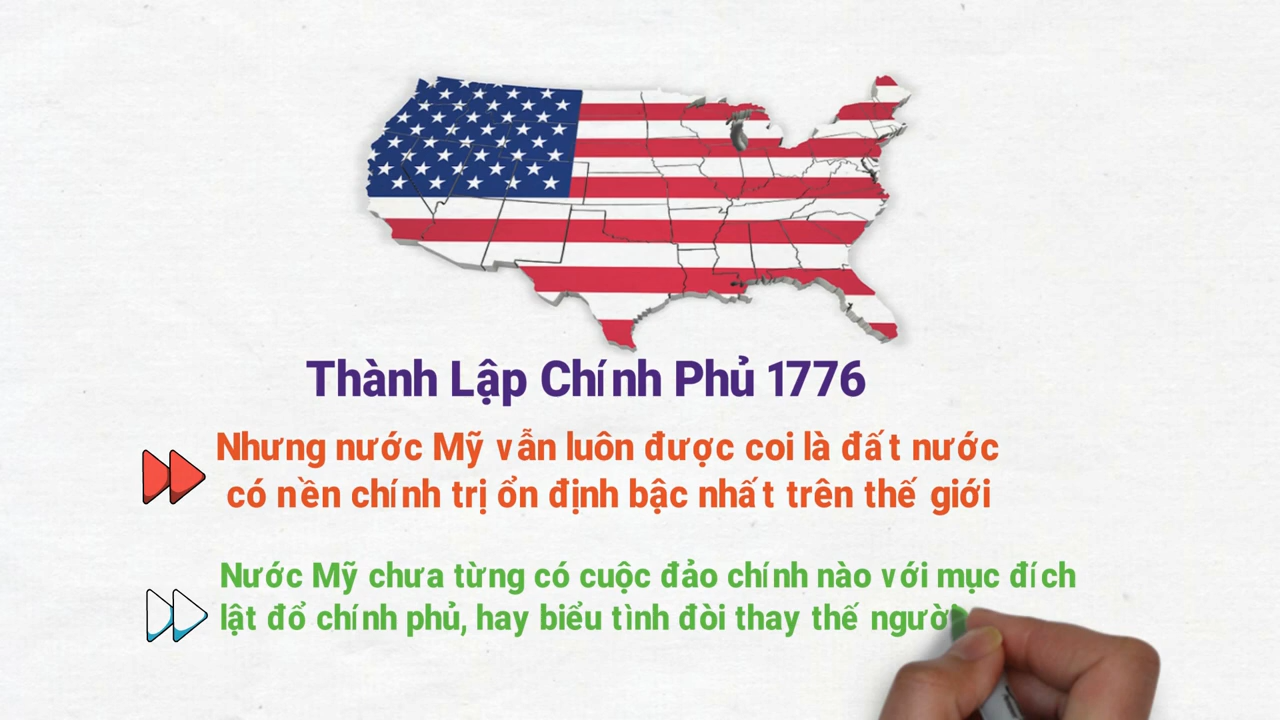 Thành Lập Chính Phủ 1776
Nhưng nước Mỹ vẫn luôn được coi là đất nước
có nền chính trị ổn định bậc nhất trên thế giới
Nước Mỹ chưa từng có cuộc đảo chính nào với mục đích
lật đổ chính phủ, hay biểu tình đòi thay thế